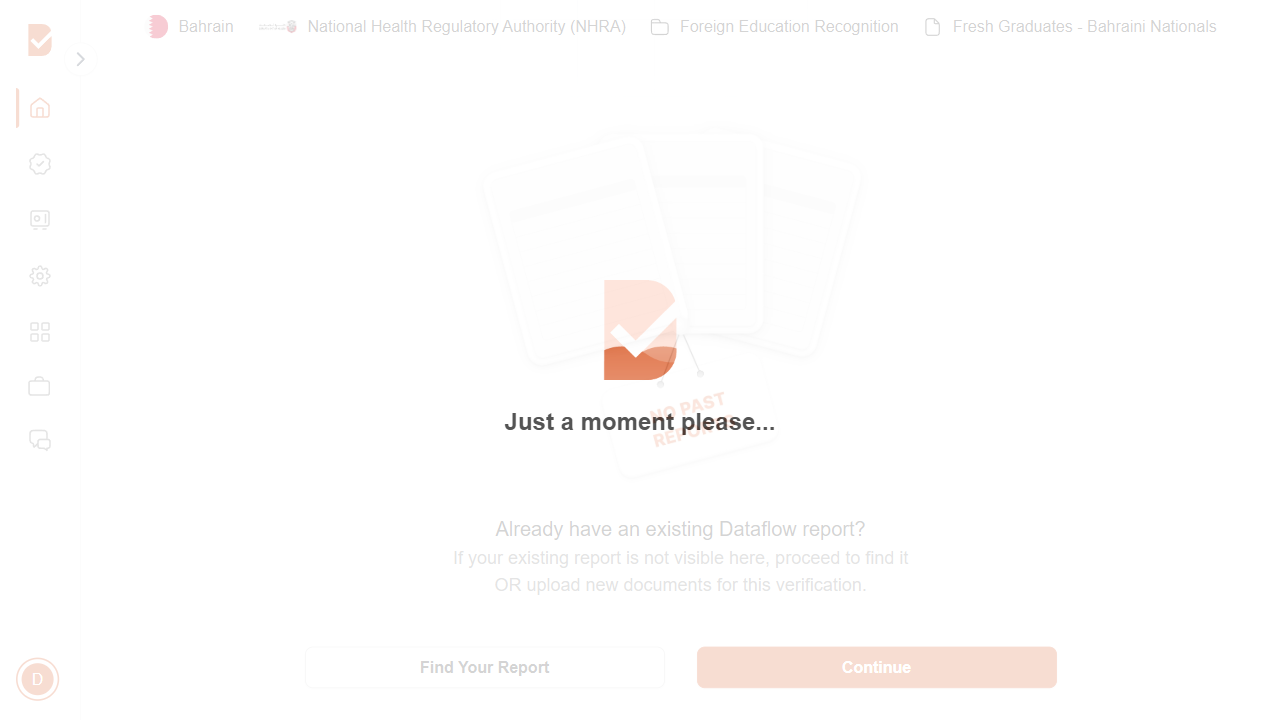 Bahrain
National Health Regulatory Authority (NHRA)
Foreign Education Recognition
Fresh Graduates - Bahraini Nationals
NO PAST
Just a moment please...
Already have an existing Dataflow report?
If your existing report is not visible here, proceed to find it
OR upload new documents for this verification.
Find Your Report
Continue
D